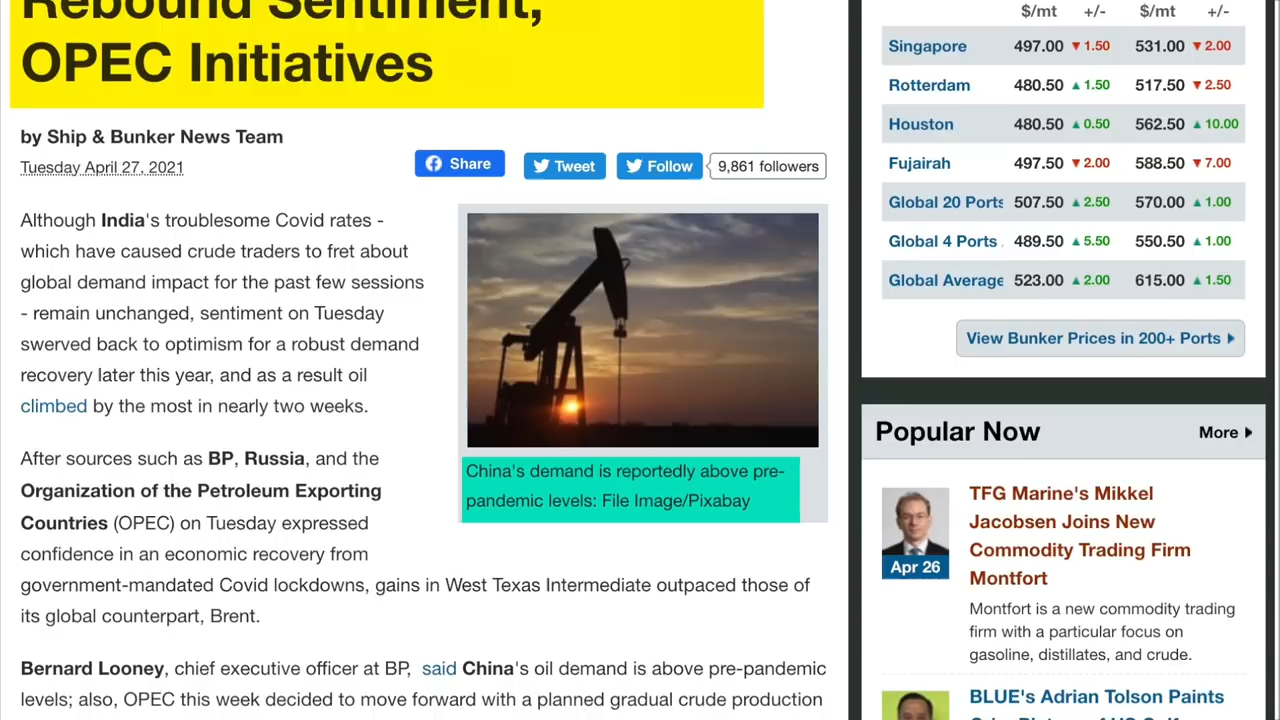 Rebound Sentiment,
OPEC Initiatives
by Ship & Bunker News Team
Tuesday April 27, 2021
Share
Tweet
Follow
9,861 followers
Although India's troublesome Covid rates -
which have caused crude traders to fret about
global demand impact for the past few sessions
- remain unchanged, sentiment on Tuesday
swerved back to optimism for a robust demand
recovery later this year, and as a result oil
climbed by the most in nearly two weeks.
China's demand is reportedly above pre-
pandemic levels: File Image/Pixabay
After sources such as BP, Russia, and the
Organization of the Petroleum Exporting
Countries (OPEC) on Tuesday expressed
confidence in an economic recovery from
government-mandated Covid lockdowns, gains in West Texas Intermediate outpaced those of
its global counterpart, Brent.
Bernard Looney, chief executive officer at BP, said China's oil demand is above pre-pandemic
levels; also, OPEC this week decided to move forward with a planned gradual crude production
$/mt +/- $/mt +/-
Singapore 497.00 ▼1.50 531.00 ▼2.00
Rotterdam 480.50 ▲1.50 517.50 ▼2.50
Houston 480.50 ▲0.50 562.50 ▲10.00
Fujairah 497.50 ▼2.00 588.50 ▼7.00
Global 20 Ports 507.50 ▲2.50 570.00 ▲1.00
Global 4 Ports 489.50 ▲5.50 550.50 ▲1.00
Global Average 523.00 ▲2.00 615.00 ▲1.50
View Bunker Prices in 200+ Ports
Popular Now
More
Apr 26
TFG Marine's Mikkel
Jacobsen Joins New
Commodity Trading Firm
Montfort
Montfort is a new commodity trading
firm with a particular focus on
gasoline, distillates, and crude.
BLUE's Adrian Tolson Paints